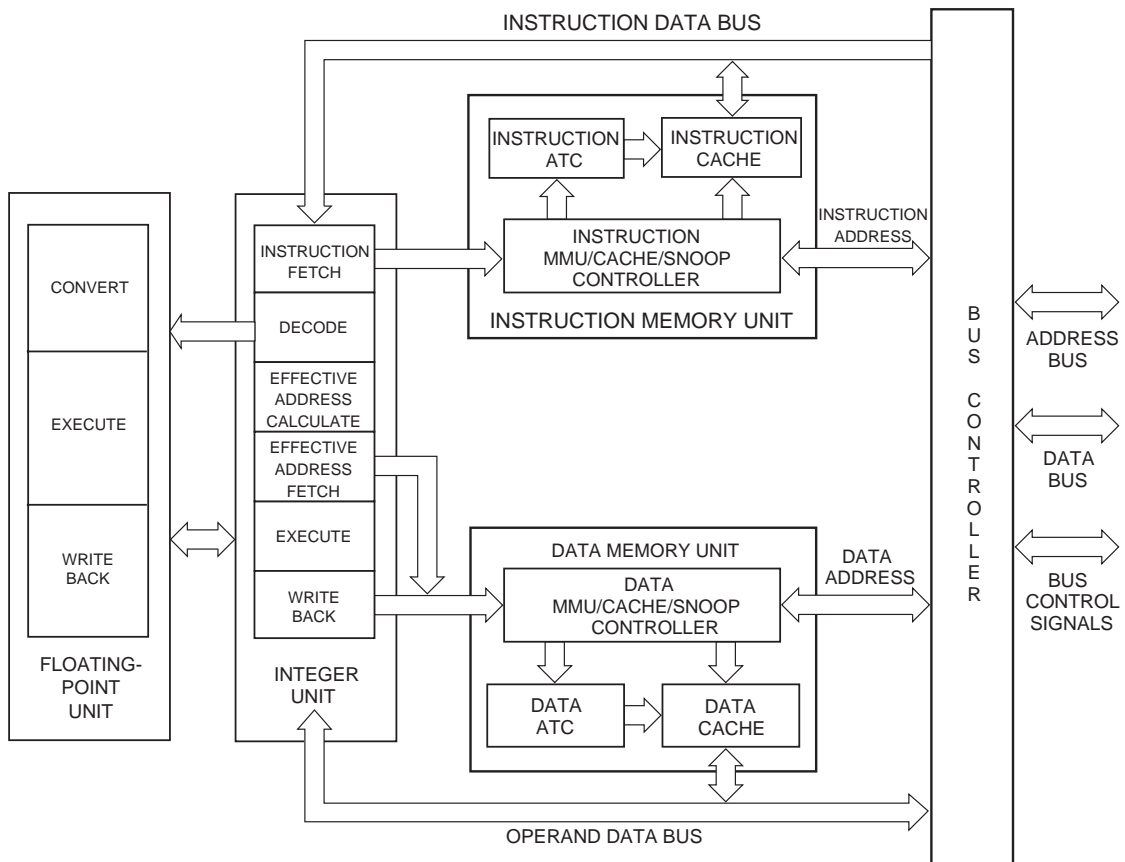 INSTRUCTION DATA BUS
INSTRUCTION
ATC
INSTRUCTION
CACHE
INSTRUCTION
MMU/CACHE/SNOOP
CONTROLLER
INSTRUCTION MEMORY UNIT
INSTRUCTION
ADDRESS
CONVERT
EXECUTE
WRITE
BACK
FLOATING-
POINT
UNIT
INSTRUCTION
FETCH
DECODE
EFFECTIVE
ADDRESS
CALCULATE
EFFECTIVE
ADDRESS
FETCH
EXECUTE
WRITE
BACK
INTEGER
UNIT
DATA MEMORY UNIT
DATA
MMU/CACHE/SNOOP
CONTROLLER
DATA
ATC
DATA
CACHE
DATA
ADDRESS
OPERAND DATA BUS
BUS CONTROLLER
ADDRESS
BUS
DATA
BUS
BUS
CONTROL
SIGNALS